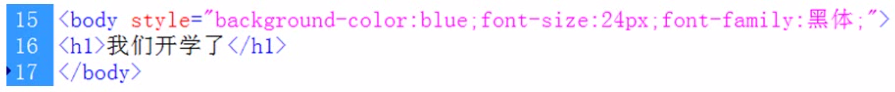 15 <body style="background-color:blue;font-size:24px;font-family:黑体;">
16 <h1>我们开学了</h1>
17 </body>